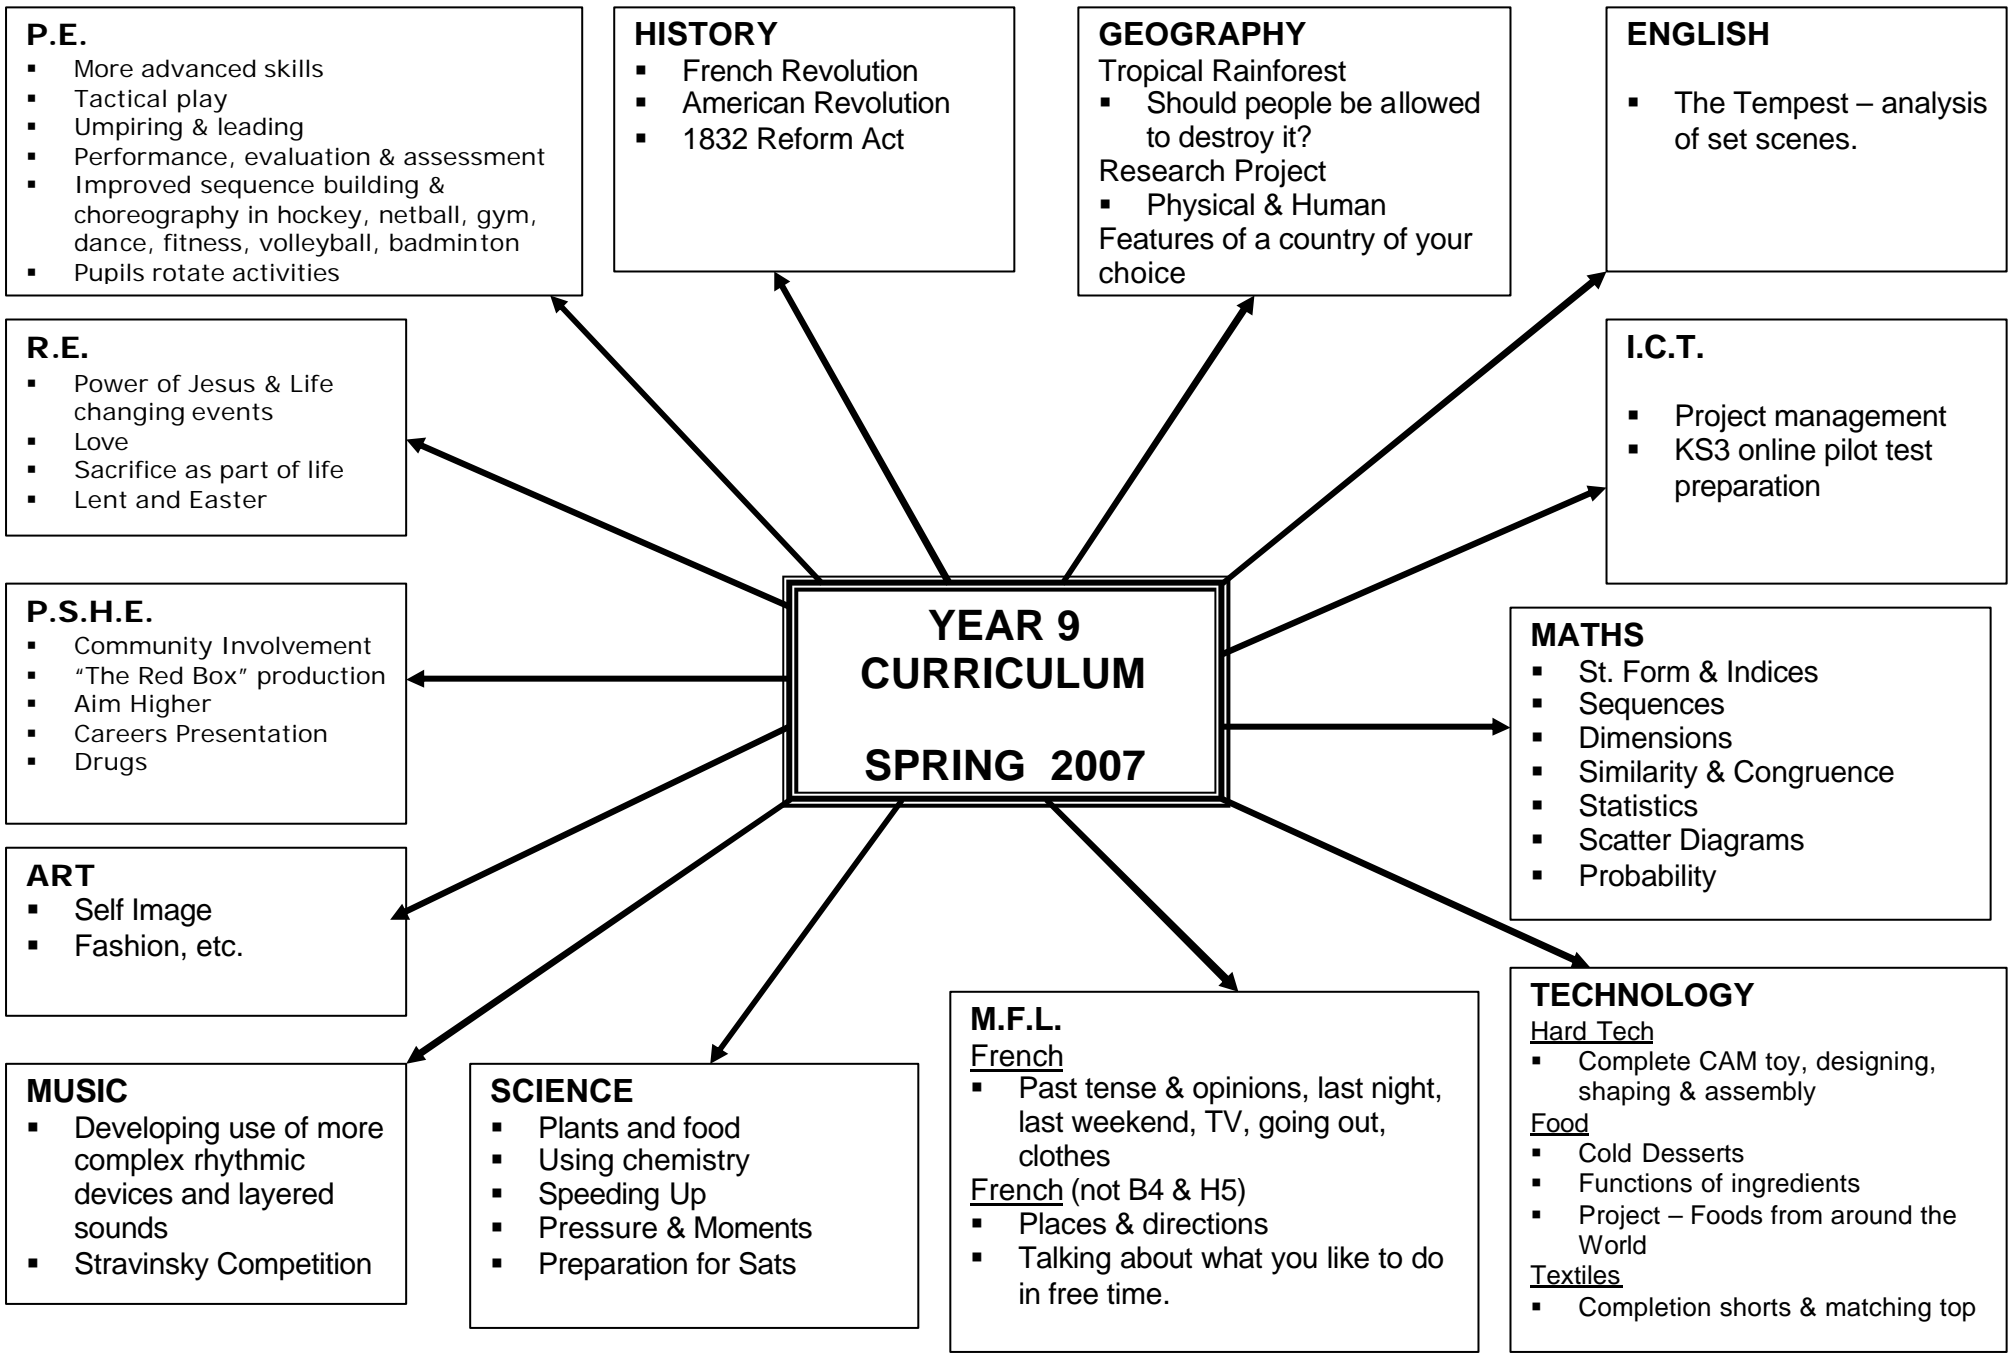 P.E.
▪ More advanced skills
▪ Tactical play
▪ Umpiring & leading
▪ Performance, evaluation & assessment
▪ Improved sequence building &
choreography in hockey, netball, gym,
dance, fitness, volleyball, badminton
▪ Pupils rotate activities
HISTORY
▪ French Revolution
▪ American Revolution
▪ 1832 Reform Act
GEOGRAPHY
Tropical Rainforest
▪ Should people be allowed
to destroy it?
Research Project
▪ Physical & Human
Features of a country of your
choice
ENGLISH
▪ The Tempest – analysis
of set scenes.
R.E.
▪ Power of Jesus & Life
changing events
▪ Love
▪ Sacrifice as part of life
▪ Lent and Easter
I.C.T.
▪ Project management
▪ KS3 online pilot test
preparation
P.S.H.E.
▪ Community Involvement
▪ “The Red Box” production
▪ Aim Higher
▪ Careers Presentation
▪ Drugs
YEAR 9
CURRICULUM
SPRING 2007
MATHS
▪ St. Form & Indices
▪ Sequences
▪ Dimensions
▪ Similarity & Congruence
▪ Statistics
▪ Scatter Diagrams
▪ Probability
ART
▪ Self Image
▪ Fashion, etc.
MUSIC
▪ Developing use of more
complex rhythmic
devices and layered
sounds
▪ Stravinsky Competition
SCIENCE
▪ Plants and food
▪ Using chemistry
▪ Speeding Up
▪ Pressure & Moments
▪ Preparation for Sats
M.F.L.
French
▪ Past tense & opinions, last night,
last weekend, TV, going out,
clothes
French (not B4 & H5)
▪ Places & directions
▪ Talking about what you like to do
in free time.
TECHNOLOGY
Hard Tech
▪ Complete CAM toy, designing,
shaping & assembly
Food
▪ Cold Desserts
▪ Functions of ingredients
▪ Project – Foods from around the
World
Textiles
▪ Completion shorts & matching top